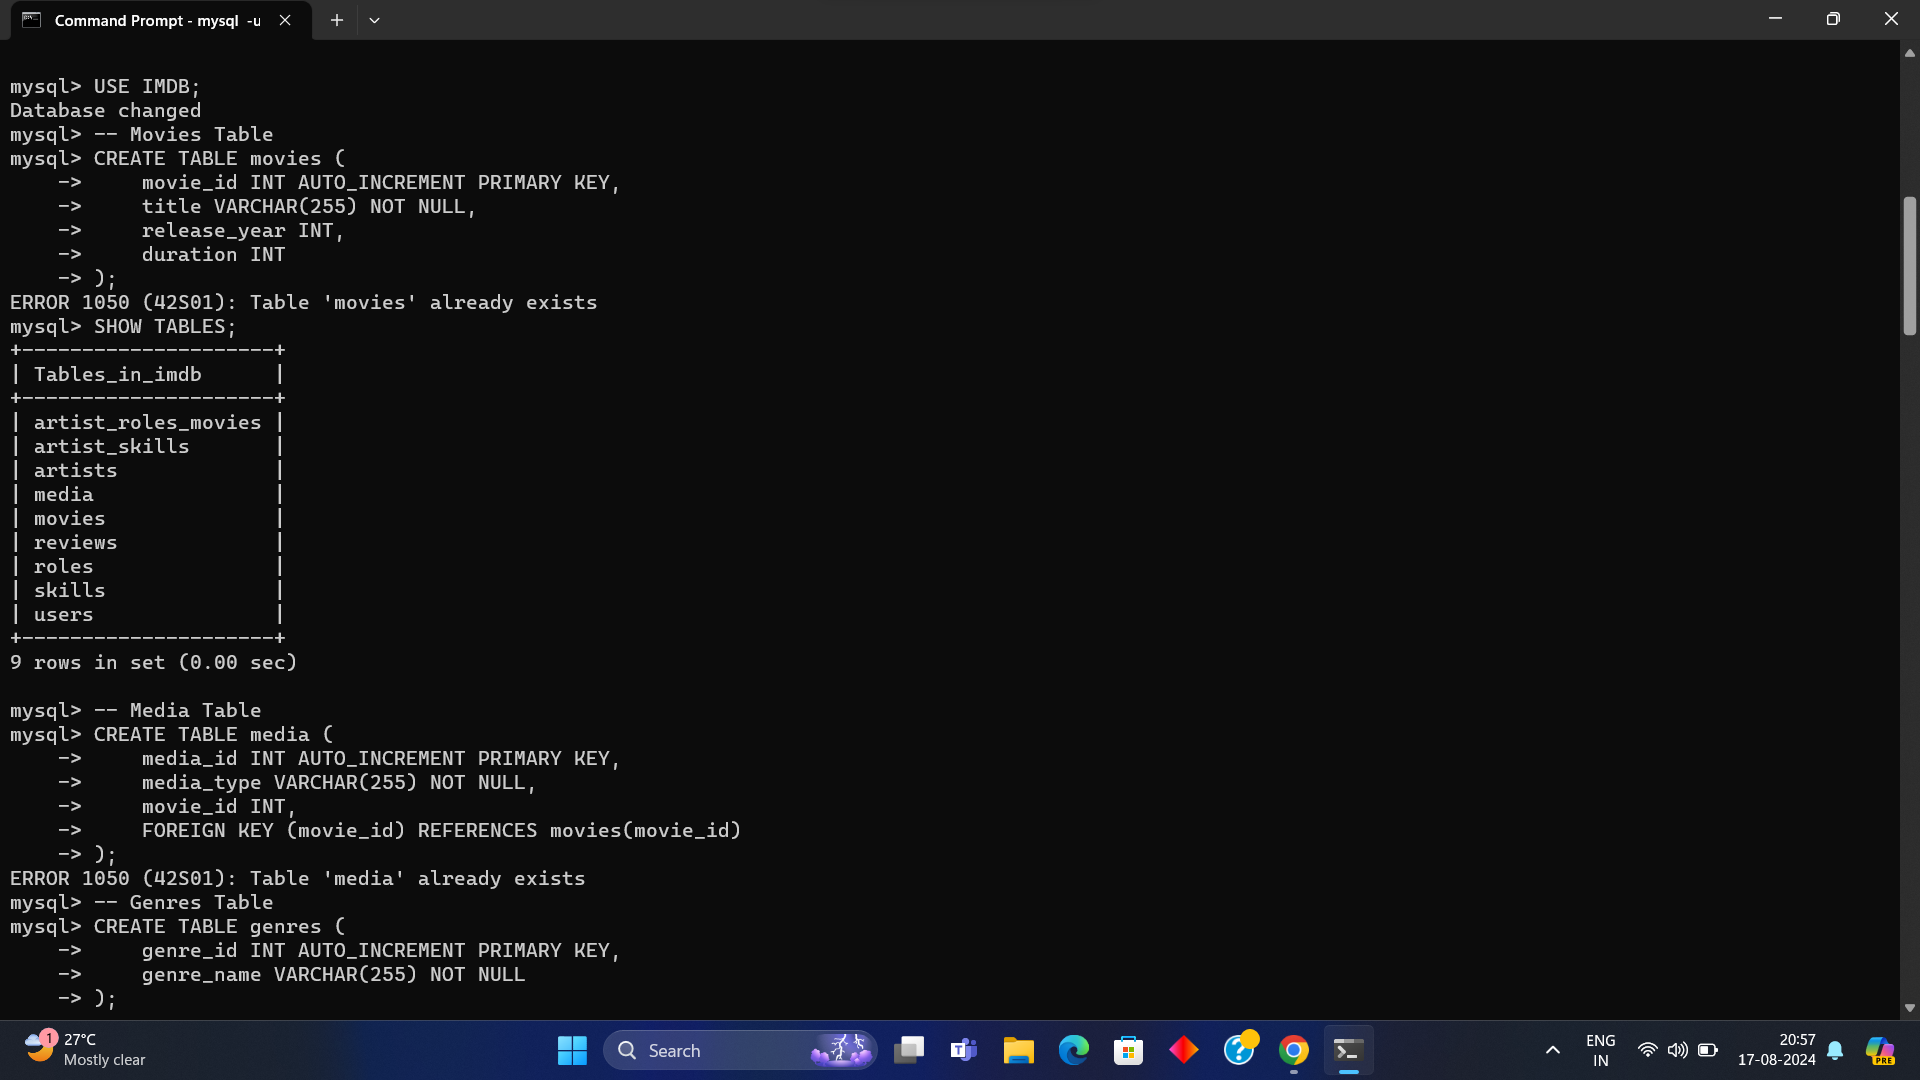 Command Prompt - mysql -u
mysql> USE IMDB;
Database changed
mysql> -- Movies Table
mysql> CREATE TABLE movies (
    ->     movie_id INT AUTO_INCREMENT PRIMARY KEY,
    ->     title VARCHAR(255) NOT NULL,
    ->     release_year INT,
    ->     duration INT
    -> );
ERROR 1050 (42S01): Table 'movies' already exists
mysql> SHOW TABLES;
+---------------------+
| Tables_in_imdb      |
+---------------------+
| artist_roles_movies |
| artist_skills       |
| artists             |
| media               |
| movies              |
| reviews             |
| roles               |
| skills              |
| users               |
+---------------------+
9 rows in set (0.00 sec)
mysql> -- Media Table
mysql> CREATE TABLE media (
    ->     media_id INT AUTO_INCREMENT PRIMARY KEY,
    ->     media_type VARCHAR(255) NOT NULL,
    ->     movie_id INT,
    ->     FOREIGN KEY (movie_id) REFERENCES movies(movie_id)
    -> );
ERROR 1050 (42S01): Table 'media' already exists
mysql> -- Genres Table
mysql> CREATE TABLE genres (
    ->     genre_id INT AUTO_INCREMENT PRIMARY KEY,
    ->     genre_name VARCHAR(255) NOT NULL
    -> );
1
27°C
Mostly clear
Search
T
?
ENG
IN
20:57
17-08-2024
PRE